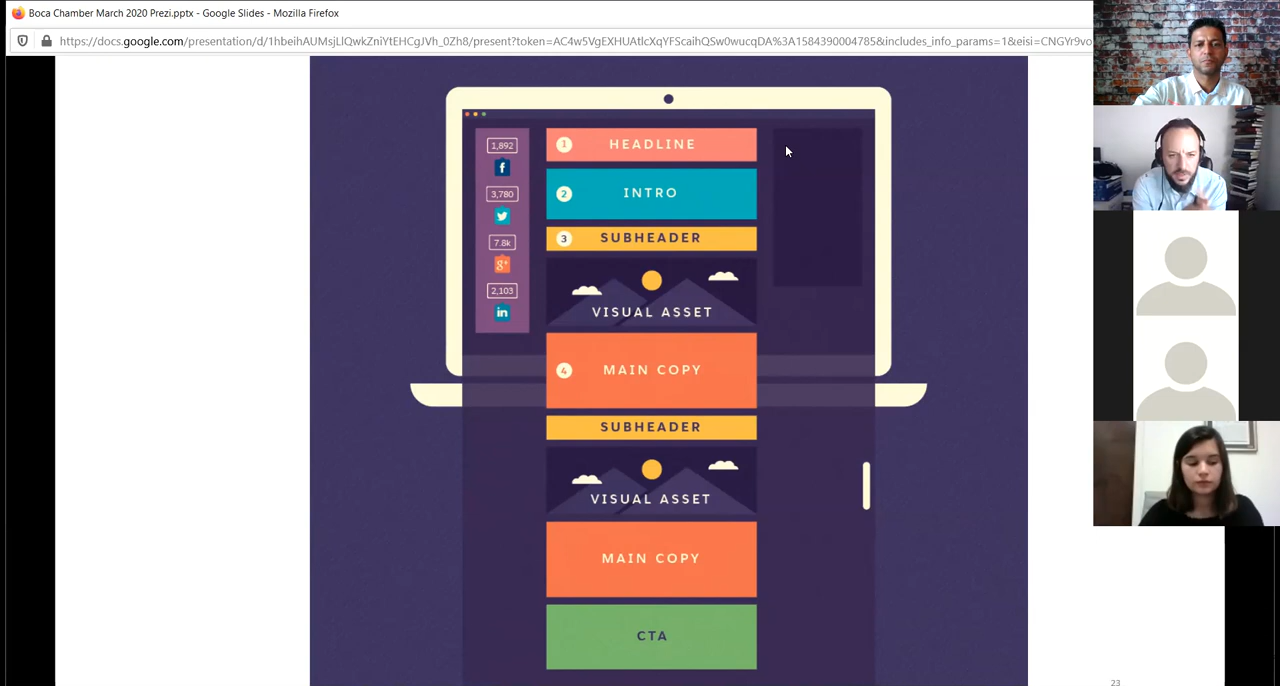 Boca Chamber March 2020 Prezi.pptx - Google Slides - Mozilla Firefox
https://docs.google.com/presentation/d/1hbeihAUMsjLlQwkZniYtEHCgJVh_0Zh8/present?token=AC4w5VgEXHUAtlcXqYFScaihQSw0wucqDA%3A1584390004785&includes_info_params=1&eisi=CNGYr9vo
1,892
f
3,780
7.8k
g+
2,103
in
1 HEADLINE
2 INTRO
3 SUBHEADER
VISUAL ASSET
4 MAIN COPY
SUBHEADER
VISUAL ASSET
MAIN COPY
CTA
23